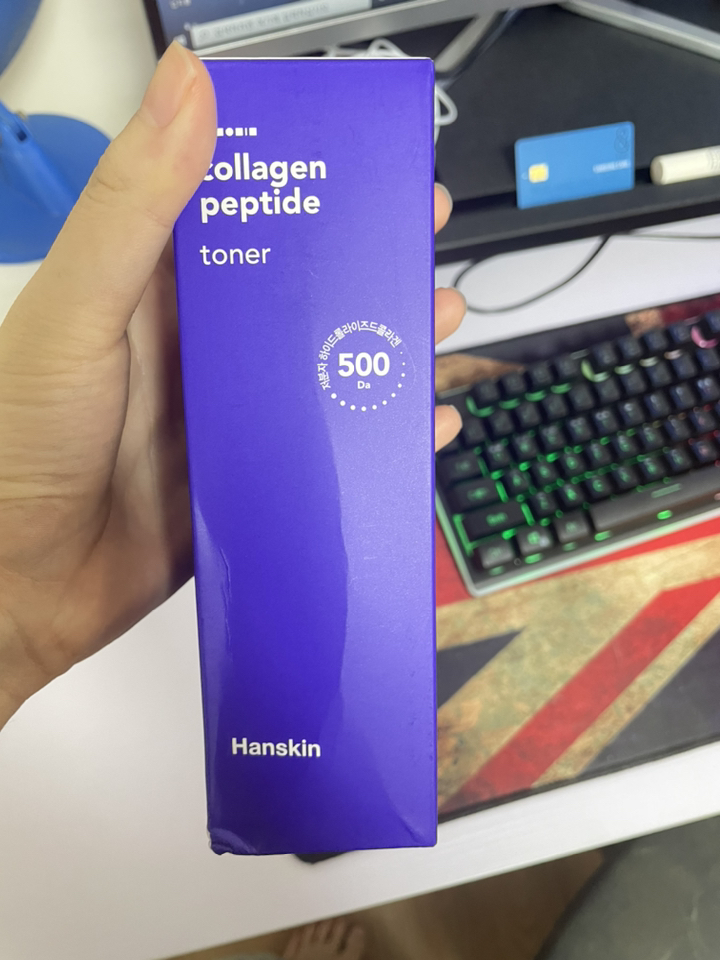 collagen
peptide
toner
저분자 하이드롤라이즈드콜라겐
500
Da
Hanskin